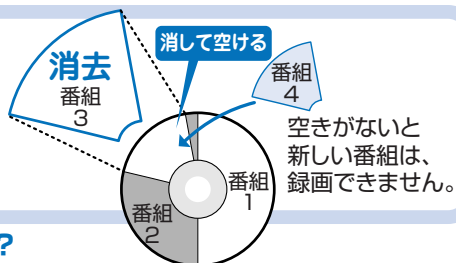 消して空ける
消去
番組
3
番組
4
空きがないと
新しい番組は、
録画できません。
番組
1
番組
2
?